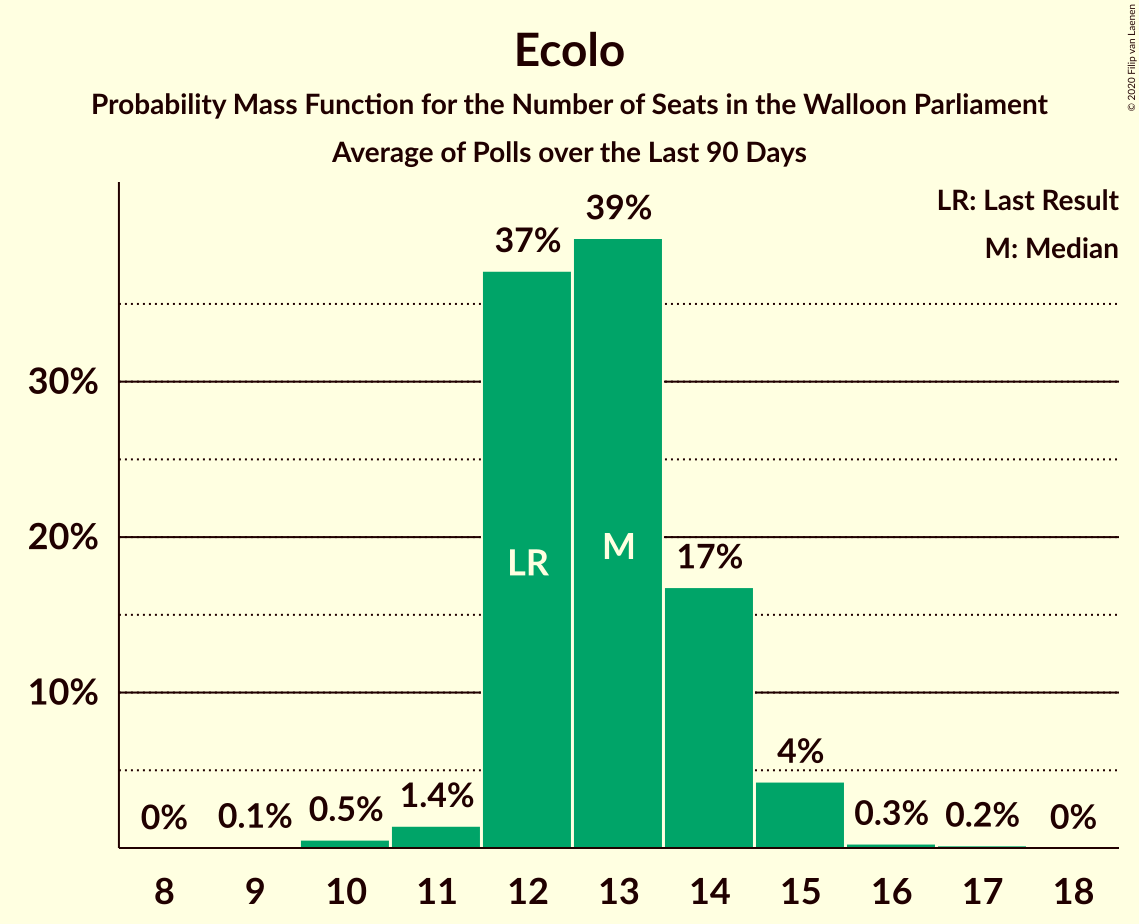 Ecolo
Probability Mass Function for the Number of Seats in the Walloon Parliament
Average of Polls over the Last 90 Days
© 2020 Filip van Laenen
LR: Last Result
M: Median
39%
37%
30%
20%
17%
LR
M
10%
4%
1.4%
0.5%
0.1%
0%
0.3%
0.2%
0%
8 9 10 11 12 13 14 15 16 17 18